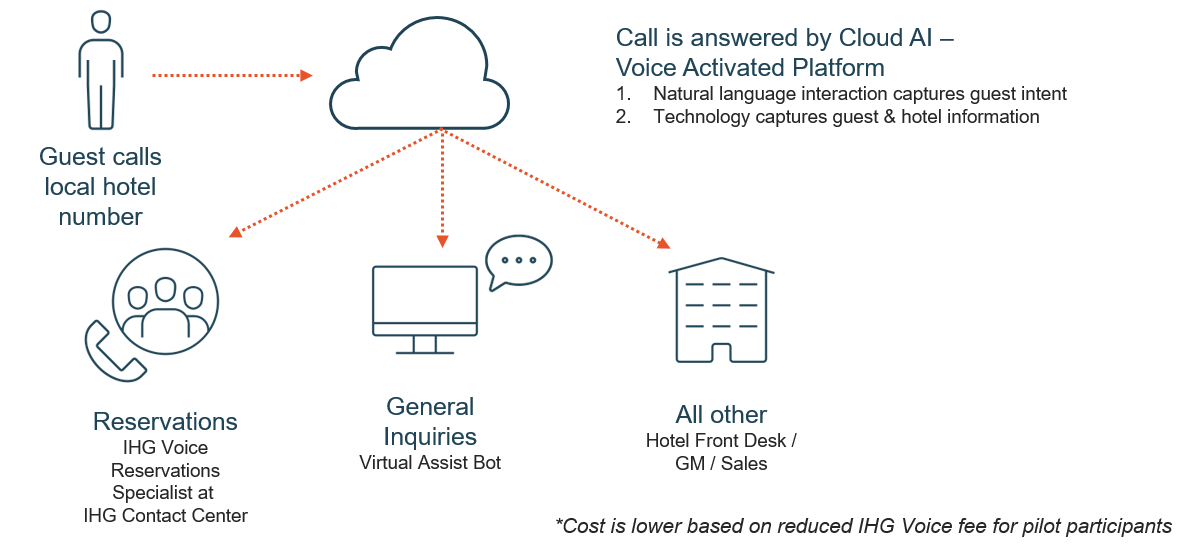 Guest calls
local hotel
number
Call is answered by Cloud AI –
Voice Activated Platform
1. Natural language interaction captures guest intent
2. Technology captures guest & hotel information
Reservations
IHG Voice
Reservations
Specialist at
IHG Contact Center
General
Inquiries
Virtual Assist Bot
All other
Hotel Front Desk /
GM / Sales
*Cost is lower based on reduced IHG Voice fee for pilot participants